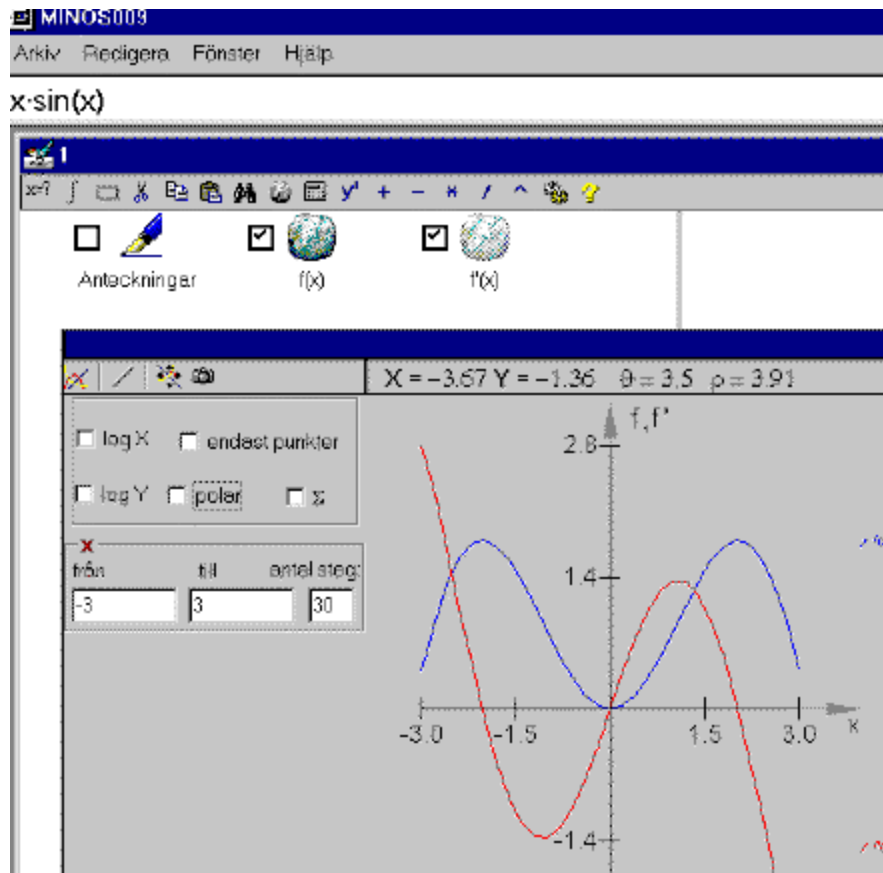 MINOS009
Arkiv Redigera Fönster Hjälp
x·sin(x)
1
x=? ∫ y' + - * / ^
Anteckningar f(x) f'(x)
X = -3.67 Y = -1.36 θ = 3,5 ρ = 3.91
log X endast punkter
log Y polar Σ
x
från till antal steg:
-3 3 30
f,f'
2.8
1.4
-3.0 -1.5 1.5 3.0 x
-1.4